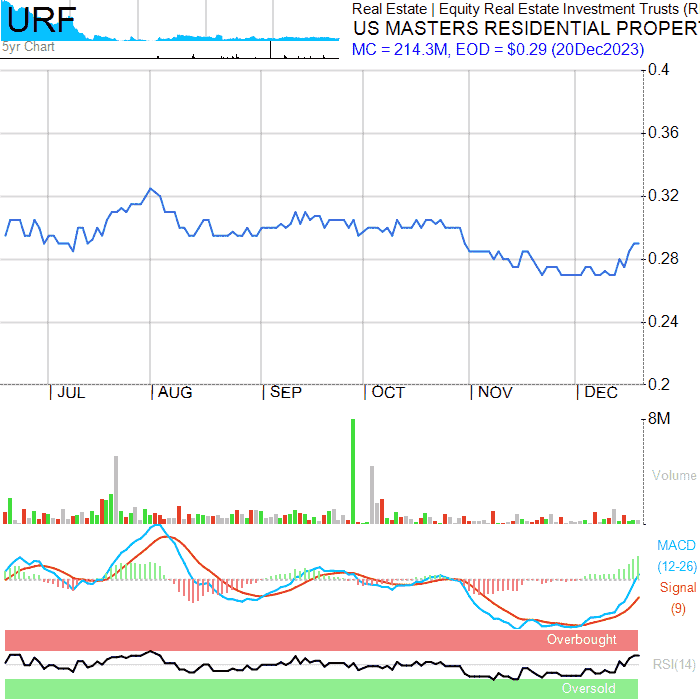 URF
5yr Chart
Real Estate | Equity Real Estate Investment Trusts (R
US MASTERS RESIDENTIAL PROPER
MC = 214.3M, EOD = $0.29 (20Dec2023)
0.4
0.36
0.32
0.28
0.24
0.2
| JUL | AUG | SEP | OCT | NOV | DEC
8M
Volume
MACD
(12-26)
Signal
(9)
Overbought
RSI(14)
Oversold